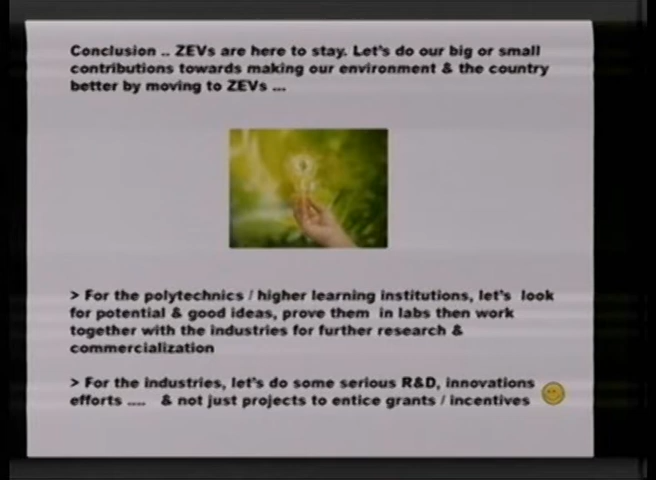 Conclusion .. ZEVs are here to stay. Let's do our big or small
contributions towards making our environment & the country
better by moving to ZEVs ...
> For the polytechnics / higher learning institutions, let's look
for potential & good ideas, prove them in labs then work
together with the industries for further research &
commercialization
> For the industries, let's do some serious R&D, innovations
efforts .... & not just projects to entice grants / incentives